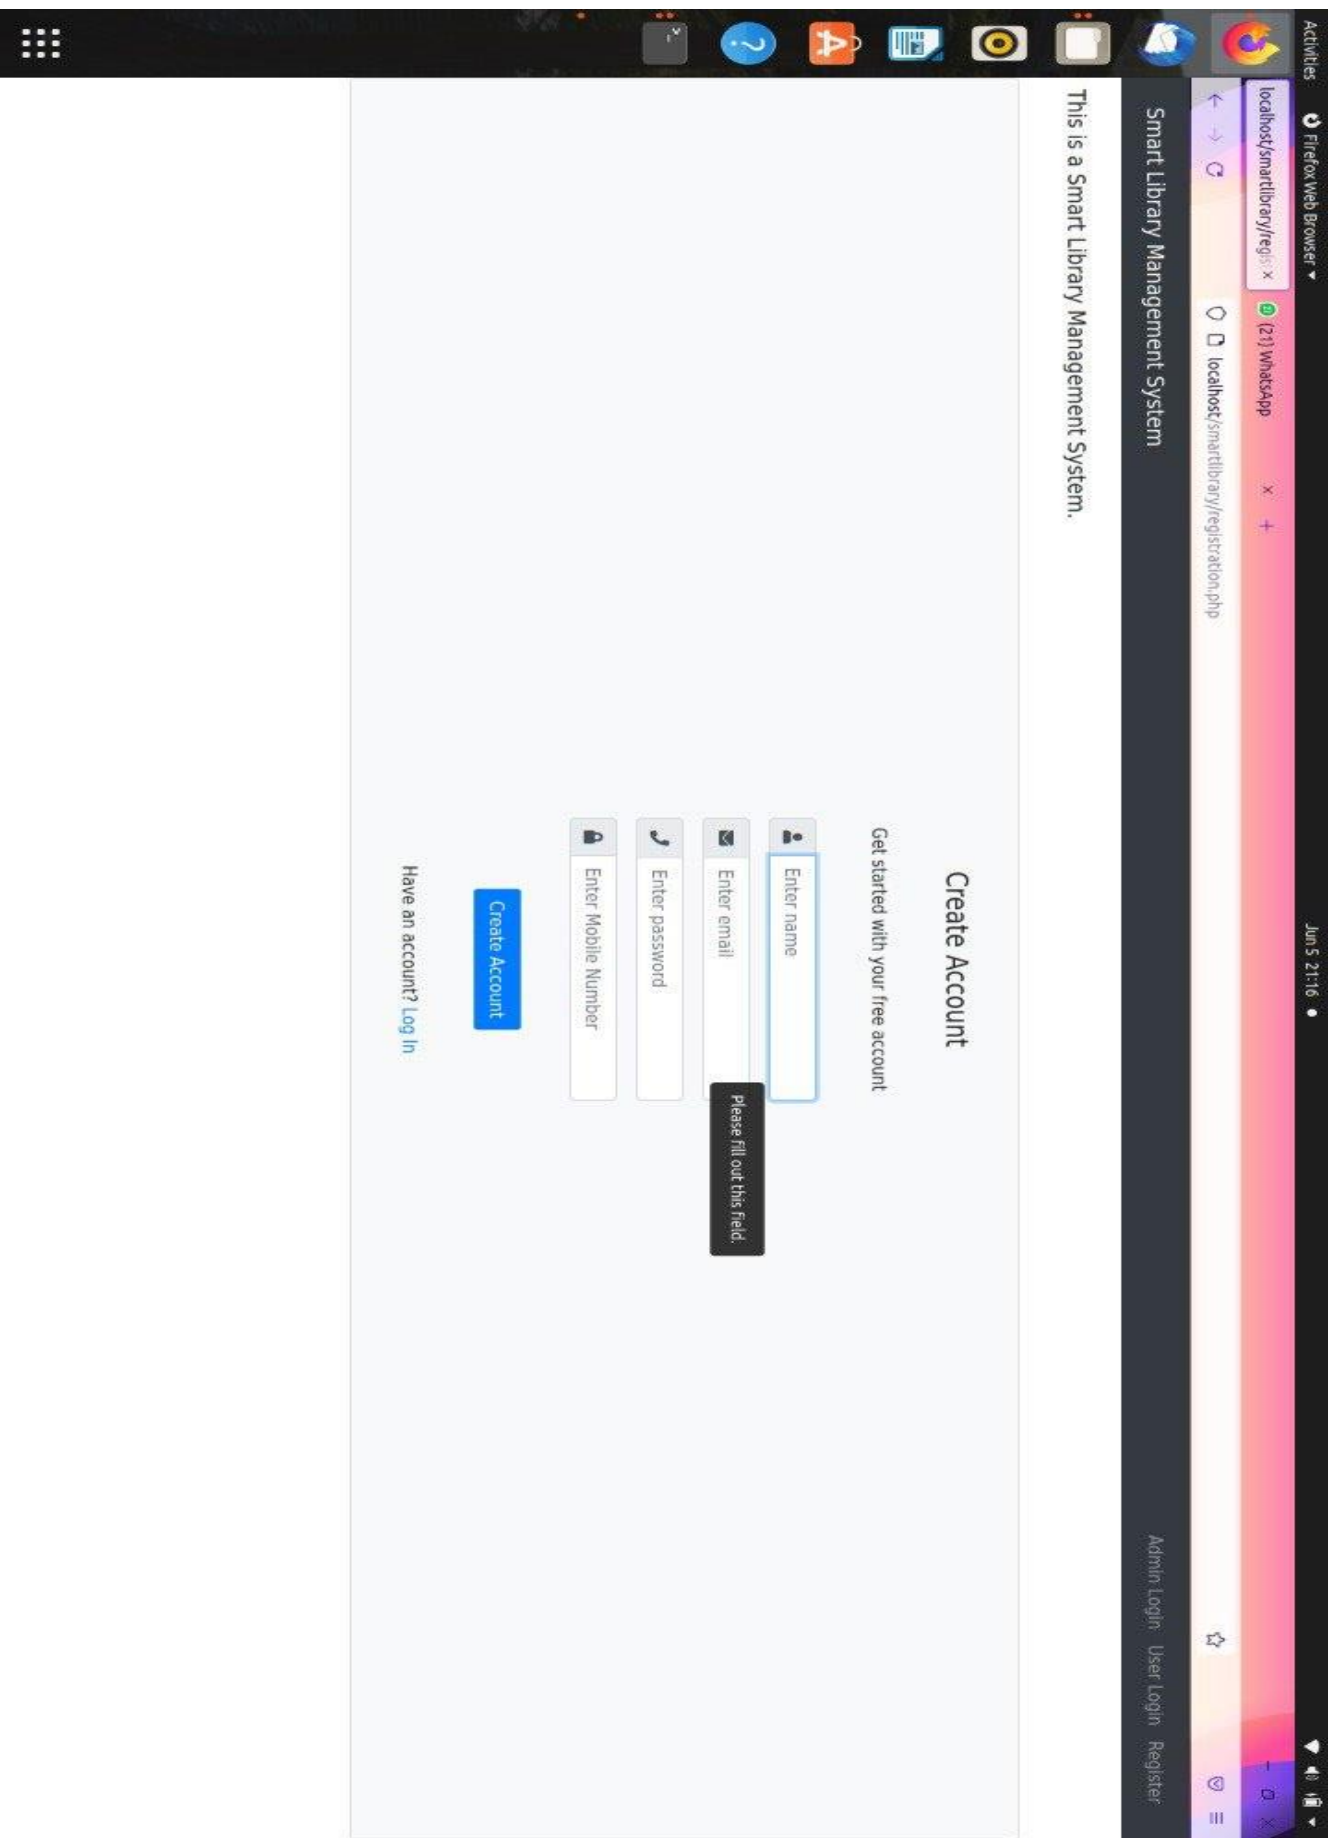 Activities
Firefox Web Browser
Jun 5 21:16
localhost/smartlibrary/regis
(21) WhatsApp
localhost/smartlibrary/registration.php
Smart Library Management System
Admin Login User Login Register
This is a Smart Library Management System.
Create Account
Get started with your free account
Enter name
Please fill out this field.
Enter email
Enter password
Enter Mobile Number
Create Account
Have an account? Log In